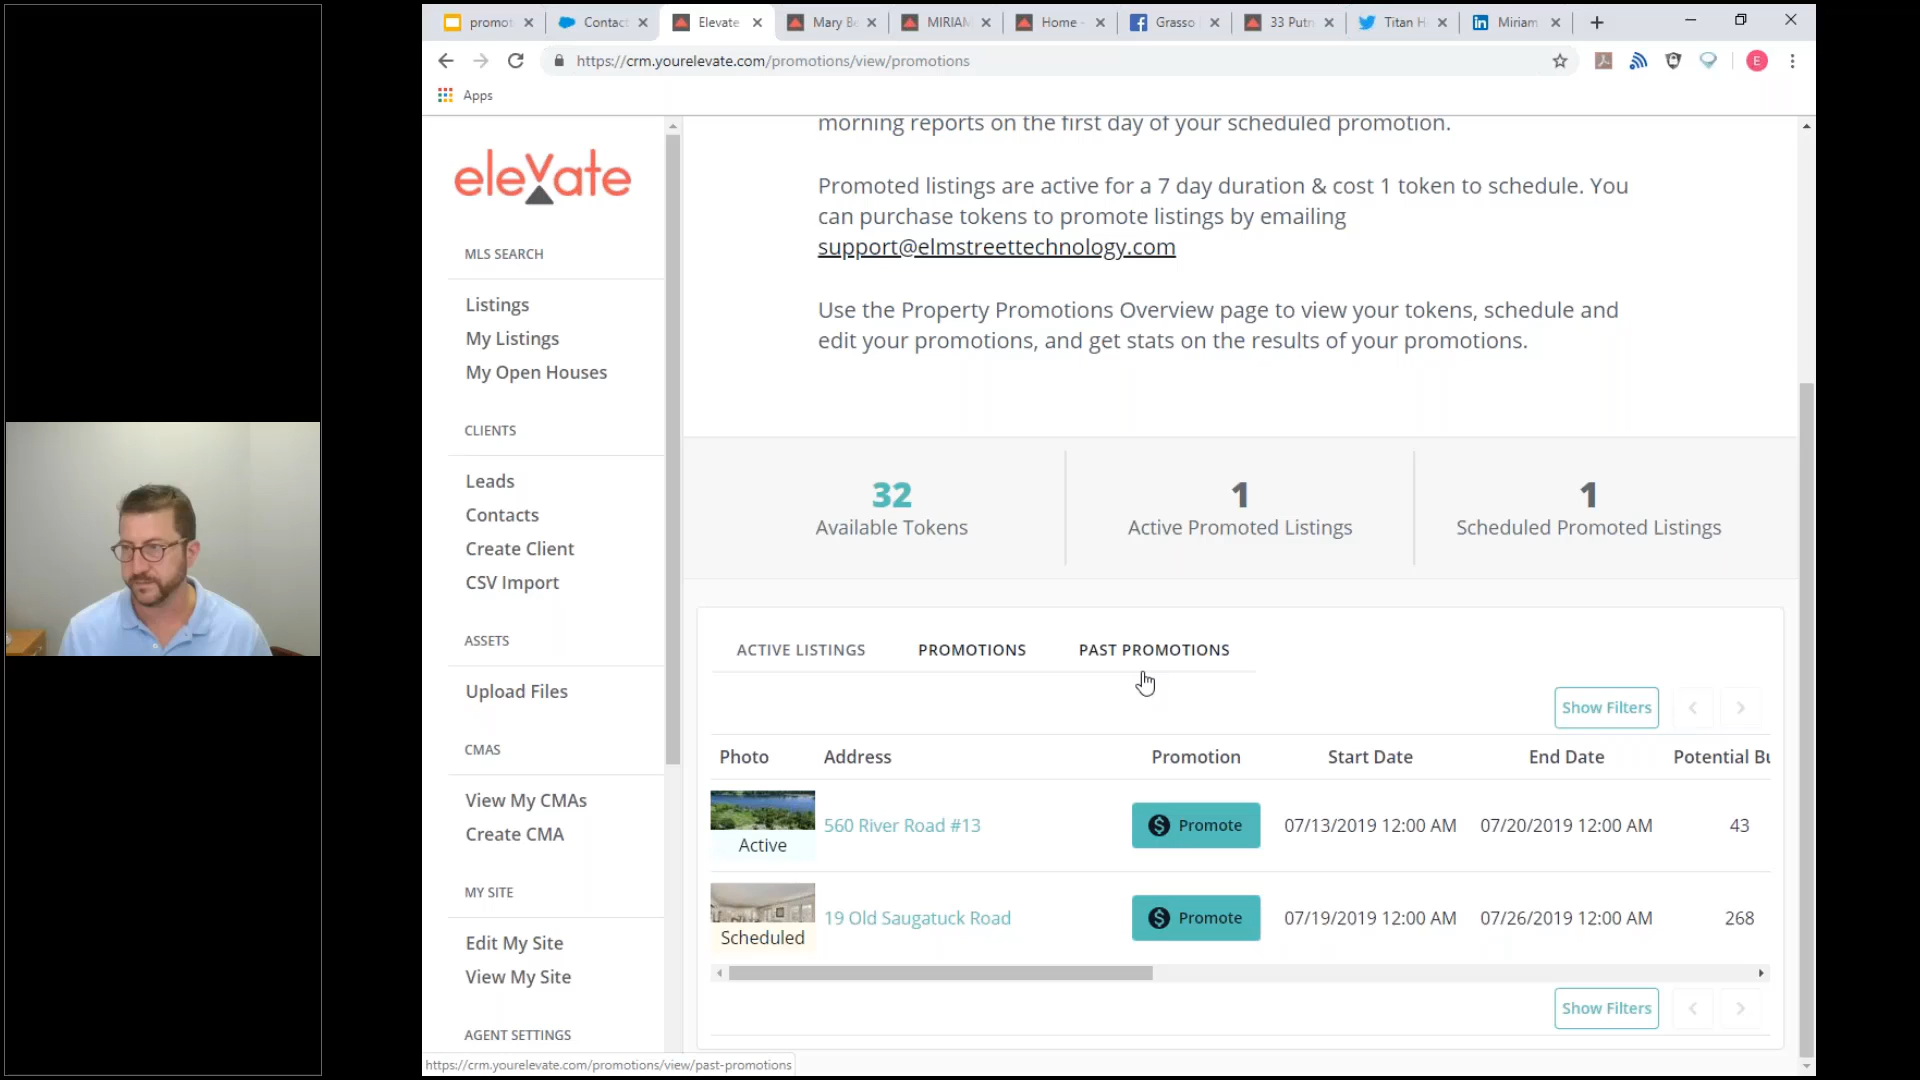 promot
Contac
Elevate
Mary Be
MIRIAM
Home -
Grasso
33 Putn
Titan H
Miriam
https://crm.yourelevate.com/promotions/view/promotions
E
Apps
elevate
MLS SEARCH
Listings
My Listings
My Open Houses
CLIENTS
Leads
Contacts
Create Client
CSV Import
ASSETS
Upload Files
CMAS
View My CMAs
Create CMA
MY SITE
Edit My Site
View My Site
AGENT SETTINGS
morning reports on the first day of your scheduled promotion.
Promoted listings are active for a 7 day duration & cost 1 token to schedule. You
can purchase tokens to promote listings by emailing
support@elmstreettechnology.com
Use the Property Promotions Overview page to view your tokens, schedule and
edit your promotions, and get stats on the results of your promotions.
32 1 1
Available Tokens Active Promoted Listings Scheduled Promoted Listings
ACTIVE LISTINGS PROMOTIONS PAST PROMOTIONS
Show Filters
Photo Address Promotion Start Date End Date Potential Bu
560 River Road #13 Promote 07/13/2019 12:00 AM 07/20/2019 12:00 AM 43
Active
19 Old Saugatuck Road Promote 07/19/2019 12:00 AM 07/26/2019 12:00 AM 268
Scheduled
Show Filters
https://crm.yourelevate.com/promotions/view/past-promotions